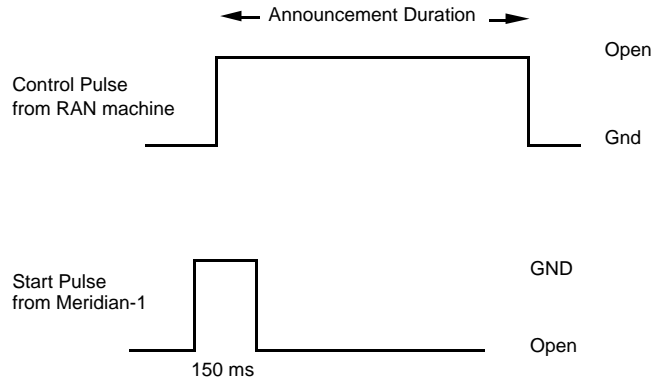 Announcement Duration
Open
Control Pulse
from RAN machine
Gnd
Start Pulse
from Meridian-1
GND
Open
150 ms